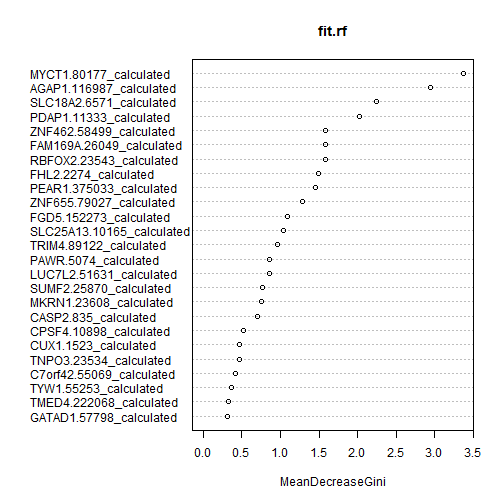 fit.rf
MYCT1.80177_calculated
AGAP1.116987_calculated
SLC18A2.6571_calculated
PDAP1.11333_calculated
ZNF462.58499_calculated
FAM169A.26049_calculated
RBFOX2.23543_calculated
FHL2.2274_calculated
PEAR1.375033_calculated
ZNF655.79027_calculated
FGD5.152273_calculated
SLC25A13.10165_calculated
TRIM4.89122_calculated
PAWR.5074_calculated
LUC7L2.51631_calculated
SUMF2.25870_calculated
MKRN1.23608_calculated
CASP2.835_calculated
CPSF4.10898_calculated
CUX1.1523_calculated
TNPO3.23534_calculated
C7orf42.55069_calculated
TYW1.55253_calculated
TMED4.222068_calculated
GATAD1.57798_calculated
0.0 0.5 1.0 1.5 2.0 2.5 3.0 3.5
MeanDecreaseGini